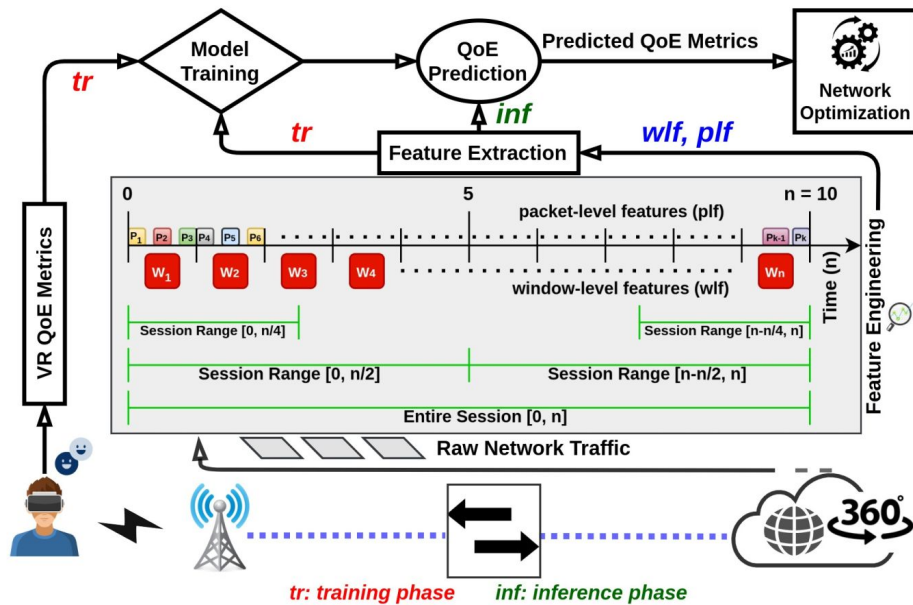 tr
Model
Training
QoE
Prediction
Predicted QoE Metrics
Network
Optimization
tr
inf
wlf, plf
Feature Extraction
VR QoE Metrics
0
5
n = 10
packet-level features (plf)
P1
P2
P3
P4
P5
P6
Pk-1
Pk
W1
W2
W3
W4
Wn
window-level features (wlf)
Time (n)
Feature Engineering
Session Range [0, n/4]
Session Range [n-n/4, n]
Session Range [0, n/2]
Session Range [n-n/2, n]
Entire Session [0, n]
Raw Network Traffic
360°
tr: training phase
inf: inference phase